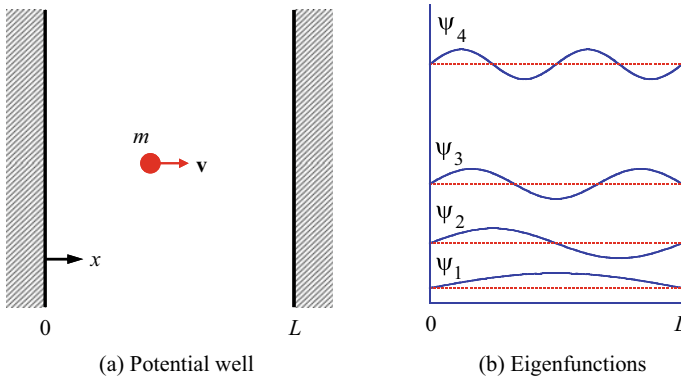 m
v
x
0
L
(a) Potential well
ψ4
ψ3
ψ2
ψ1
0
L
(b) Eigenfunctions